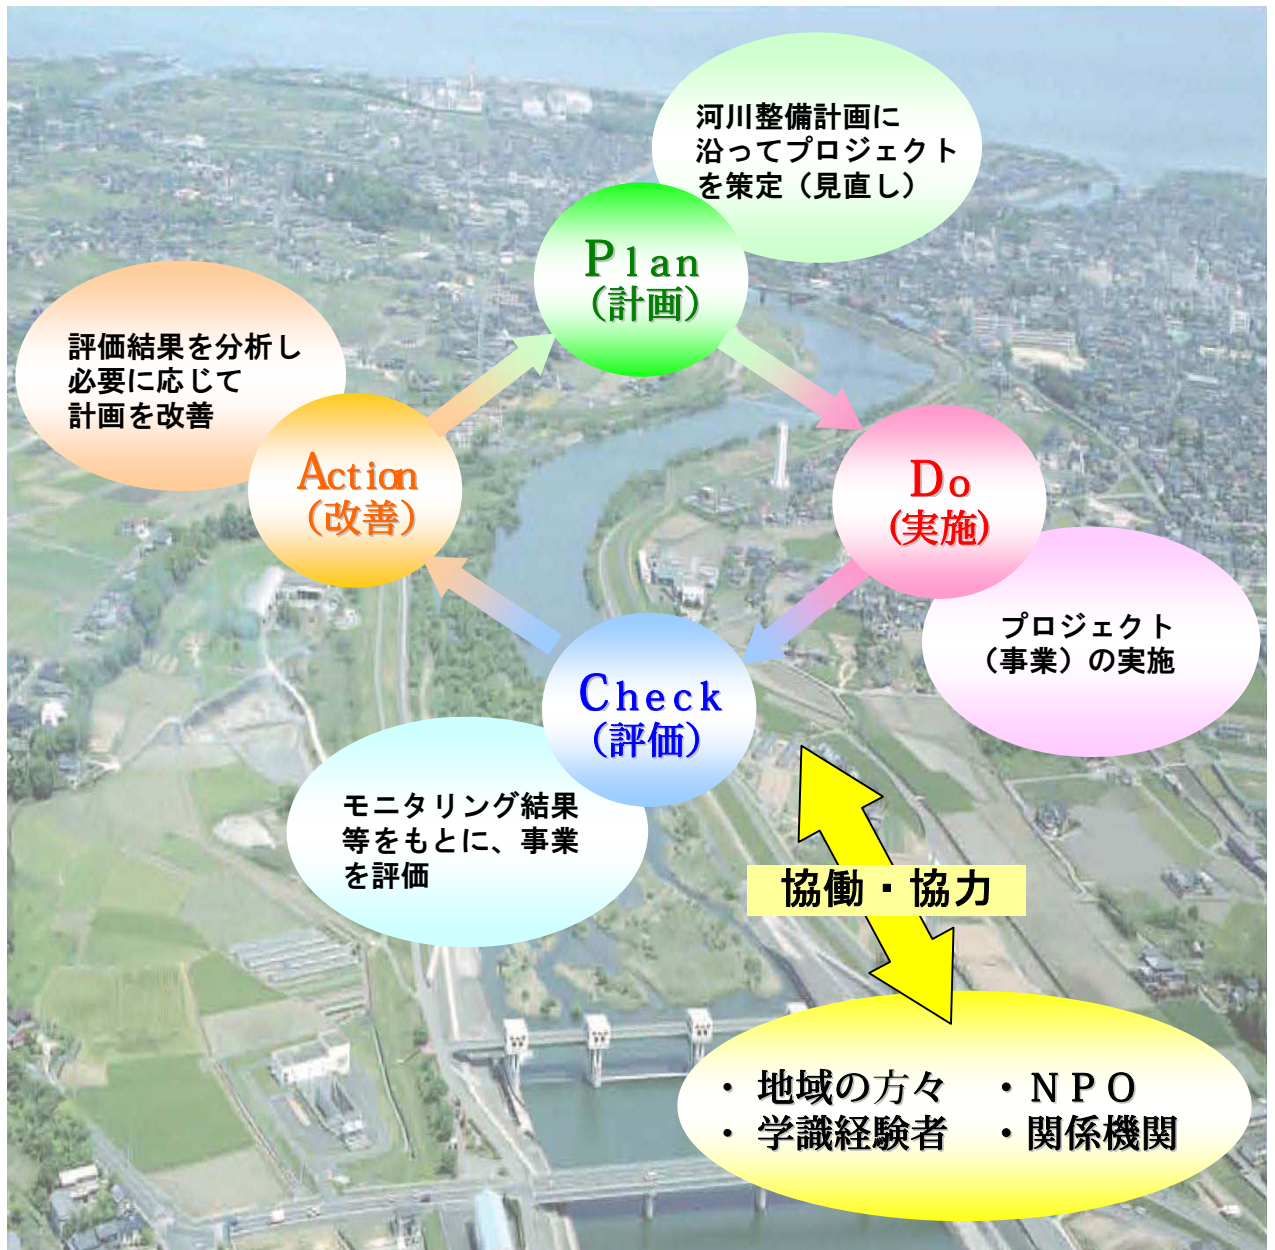 河川整備計画に
沿ってプロジェクト
を策定（見直し）
Plan
（計画）
評価結果を分析し
必要に応じて
計画を改善
Action
（改善）
Do
(実施)
プロジェクト
（事業）の実施
Check
（評価）
モニタリング結果
等をもとに、事業
を評価
協働・協力
・地域の方々 ・NPO
・学識経験者 ・関係機関